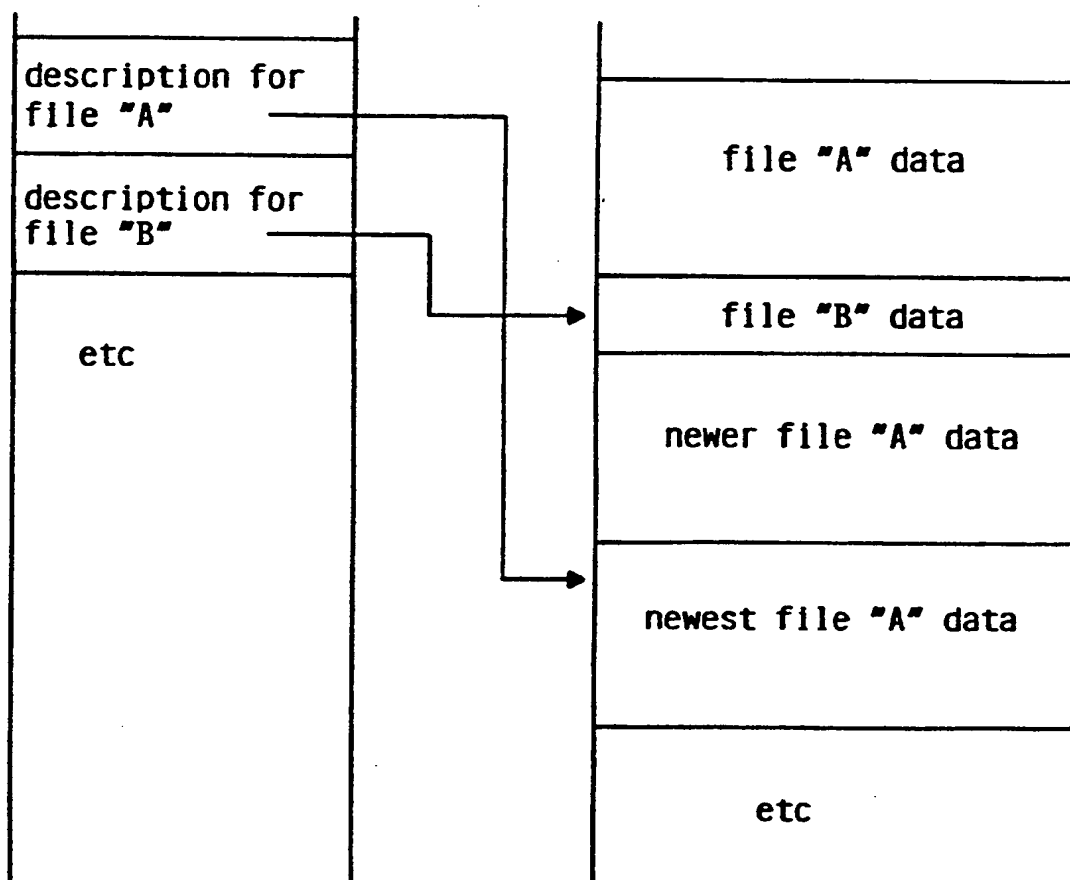 description for
file "A"
description for
file "B"
etc
file "A" data
file "B" data
newer file "A" data
newest file "A" data
etc